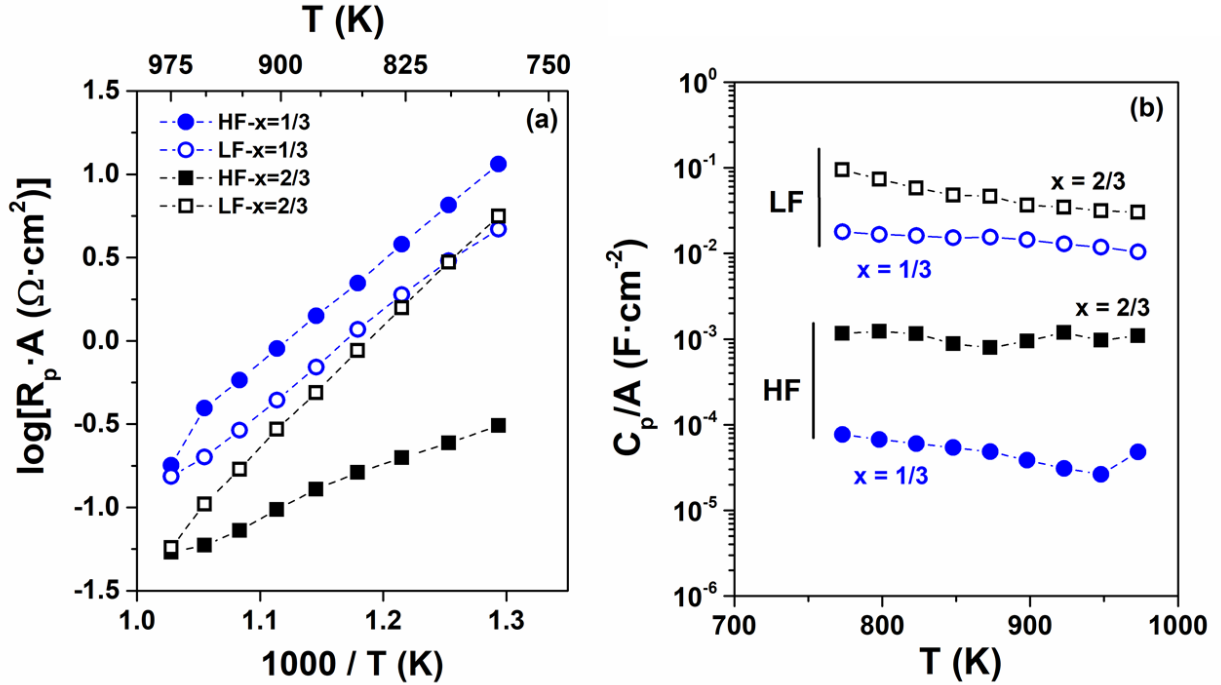 T (K)
975 900 825 750
(a)
HF-x=1/3
LF-x=1/3
HF-x=2/3
LF-x=2/3
1.5
1.0
0.5
0.0
-0.5
-1.0
-1.5
log[Rp·A (Ω·cm²)]
1.0 1.1 1.2 1.3
1000 / T (K)
(b)
10⁰
10⁻¹
10⁻²
10⁻³
10⁻⁴
10⁻⁵
10⁻⁶
Cp/A (F·cm⁻²)
LF
x = 2/3
x = 1/3
HF
x = 2/3
x = 1/3
700 800 900 1000
T (K)